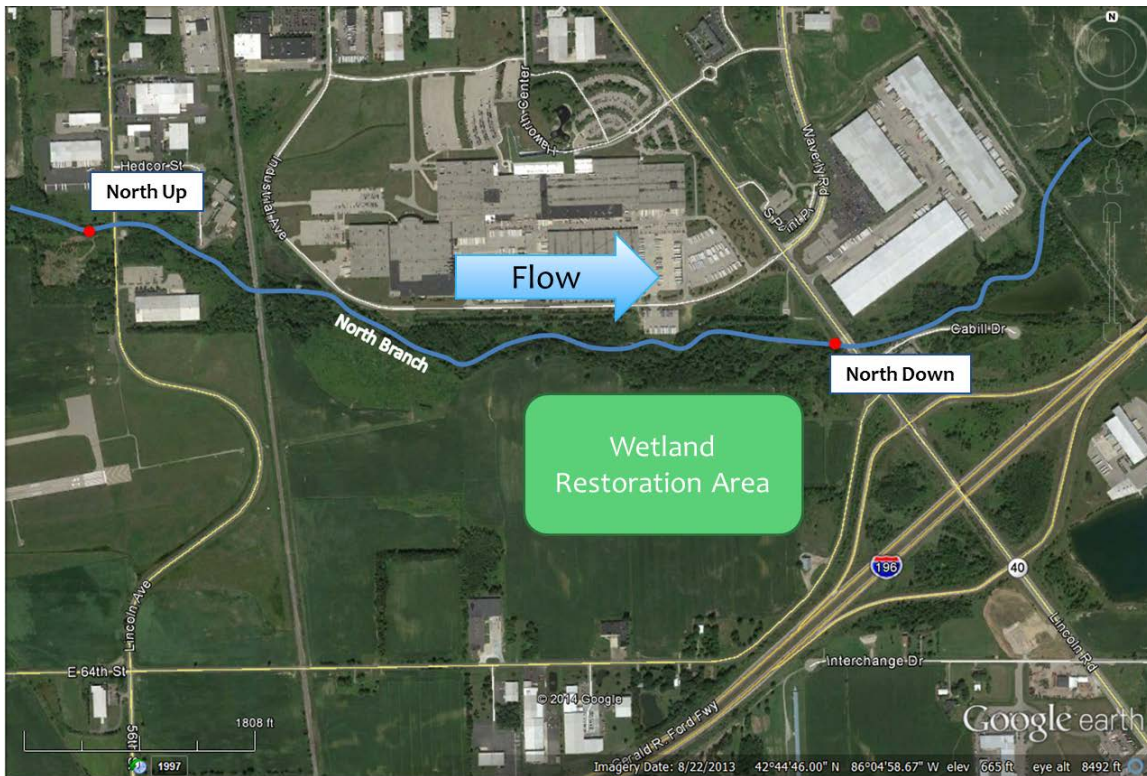 N
Haworth Center
Waverly Rd
Hedcor St
North Up
Industrial Ave
Flow
North Branch
Cabill Dr
North Down
Wetland
Restoration Area
196
40
Lincoln Ave
Lincoln Rd
E 64th St
Interchange Dr
© 2014 Google
1808 ft
Gerald R. Ford Fwy
Google earth
56th
1997
Imagery Date: 8/22/2013 42°44'46.00" N 86°04'58.67" W elev 665 ft eye alt 8492 ft